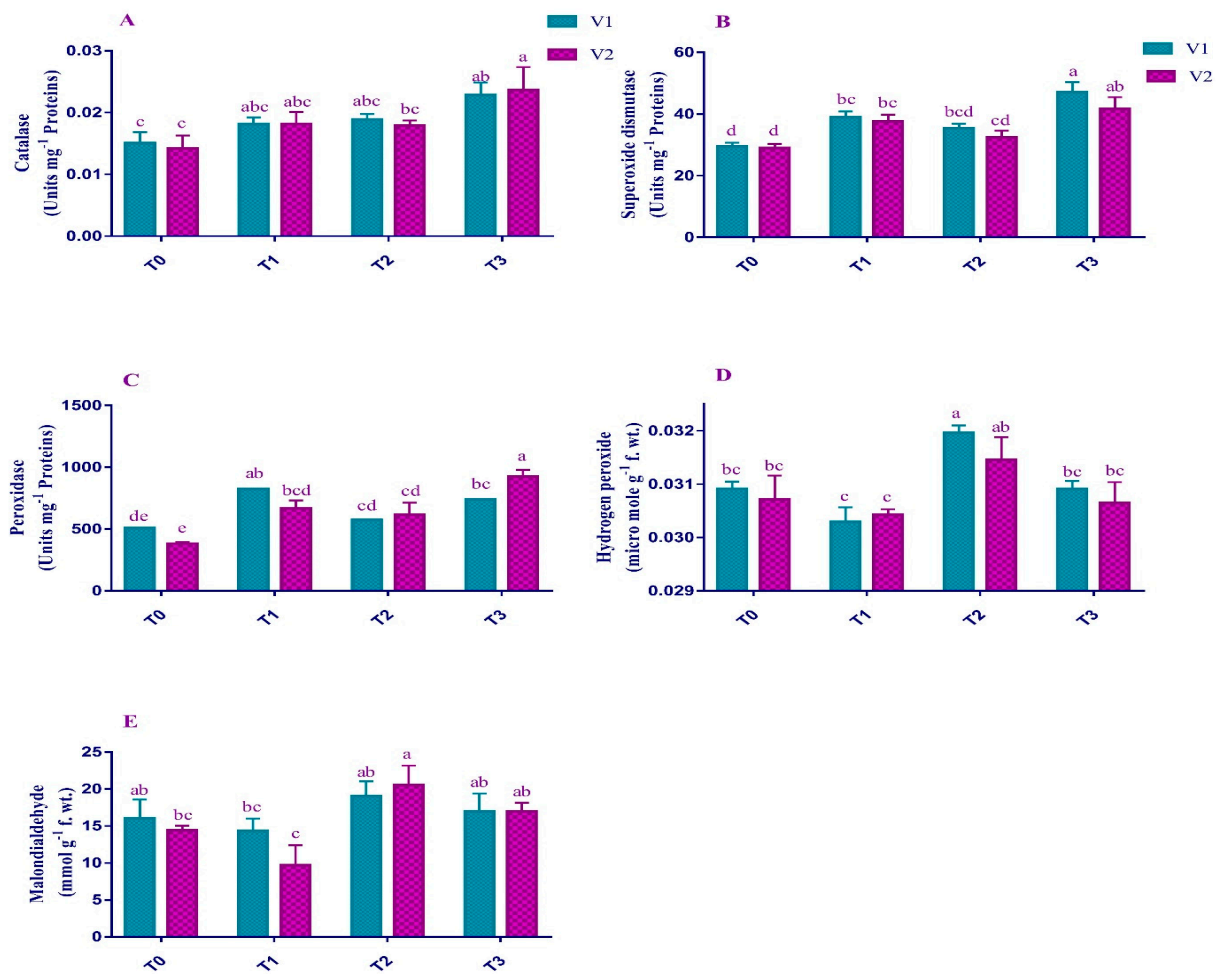 A
V1
V2
Catalase
(Units mg-1 Proteins)
0.03
0.02
0.01
0.00
c c abc abc abc bc ab a
T0 T1 T2 T3
B
V1
V2
Superoxide dismutase
(Units mg-1 Proteins)
60
40
20
0
d d bc bc bcd cd a ab
T0 T1 T2 T3
C
Peroxidase
(Units mg-1 Proteins)
1500
1000
500
0
de e ab bcd cd cd bc a
T0 T1 T2 T3
D
Hydrogen peroxide
(micro mole g-1 f. wt.)
0.032
0.031
0.030
0.029
bc bc c c a ab bc bc
T0 T1 T2 T3
E
Malondialdehyde
(mmol g-1 f. wt.)
25
20
15
10
5
0
ab bc bc c ab a ab ab
T0 T1 T2 T3